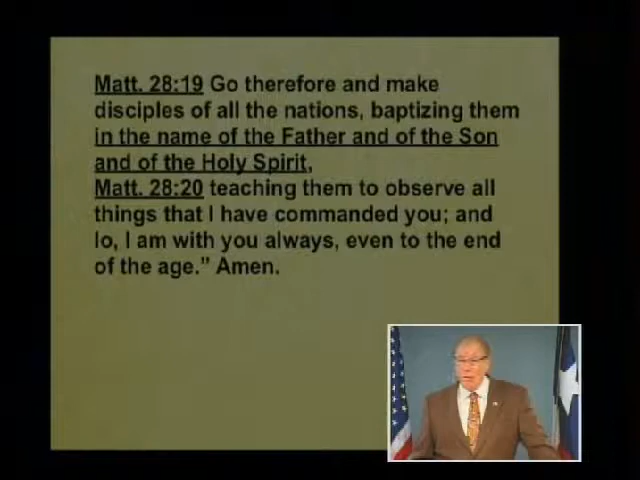 Matt. 28:19 Go therefore and make
disciples of all the nations, baptizing them
in the name of the Father and of the Son
and of the Holy Spirit,
Matt. 28:20 teaching them to observe all
things that I have commanded you; and
lo, I am with you always, even to the end
of the age.” Amen.